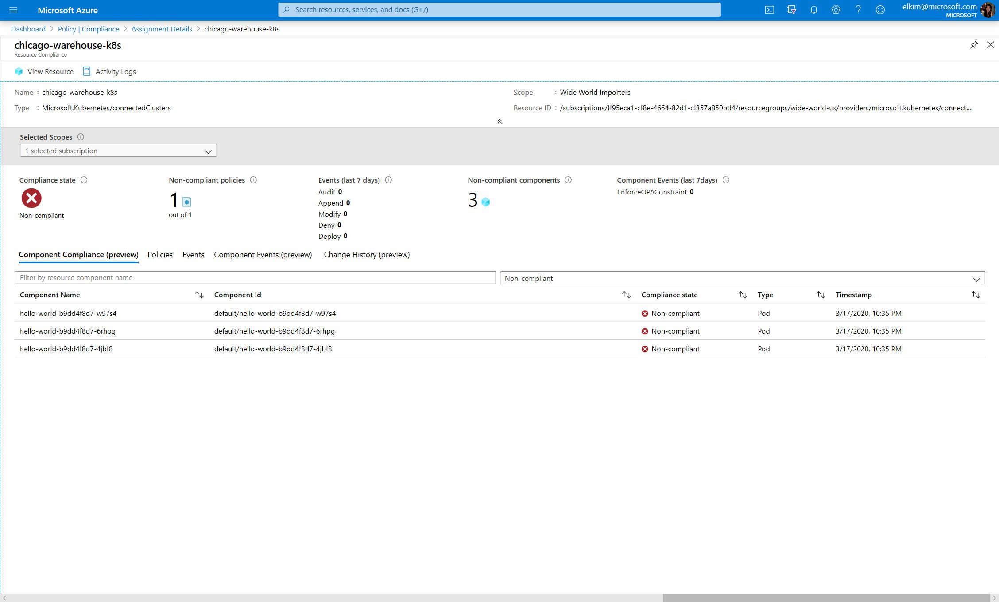 Microsoft Azure
Search resources, services, and docs (G+/)
elkim@microsoft.com
MICROSOFT
Dashboard > Policy | Compliance > Assignment Details > chicago-warehouse-k8s
chicago-warehouse-k8s
Resource Compliance
View Resource Activity Logs
Name : chicago-warehouse-k8s
Scope : Wide World Importers
Type : Microsoft.Kubernetes/connectedClusters
Resource ID : /subscriptions/ff95eca1-cf8e-4664-82d1-cf357a850bd4/resourcegroups/wide-world-us/providers/microsoft.kubernetes/connect...
Selected Scopes
1 selected subscription
Compliance state
Non-compliant
Non-compliant policies
1
out of 1
Events (last 7 days)
Audit 0
Append 0
Modify 0
Deny 0
Deploy 0
Non-compliant components
3
Component Events (last 7days)
EnforceOPAConstraint 0
Component Compliance (preview) Policies Events Component Events (preview) Change History (preview)
Filter by resource component name
Non-compliant
Component Name Component Id Compliance state Type Timestamp
hello-world-b9dd4f8d7-w97s4 default/hello-world-b9dd4f8d7-w97s4 Non-compliant Pod 3/17/2020, 10:35 PM
hello-world-b9dd4f8d7-6rhpg default/hello-world-b9dd4f8d7-6rhpg Non-compliant Pod 3/17/2020, 10:35 PM
hello-world-b9dd4f8d7-4jbf8 default/hello-world-b9dd4f8d7-4jbf8 Non-compliant Pod 3/17/2020, 10:35 PM